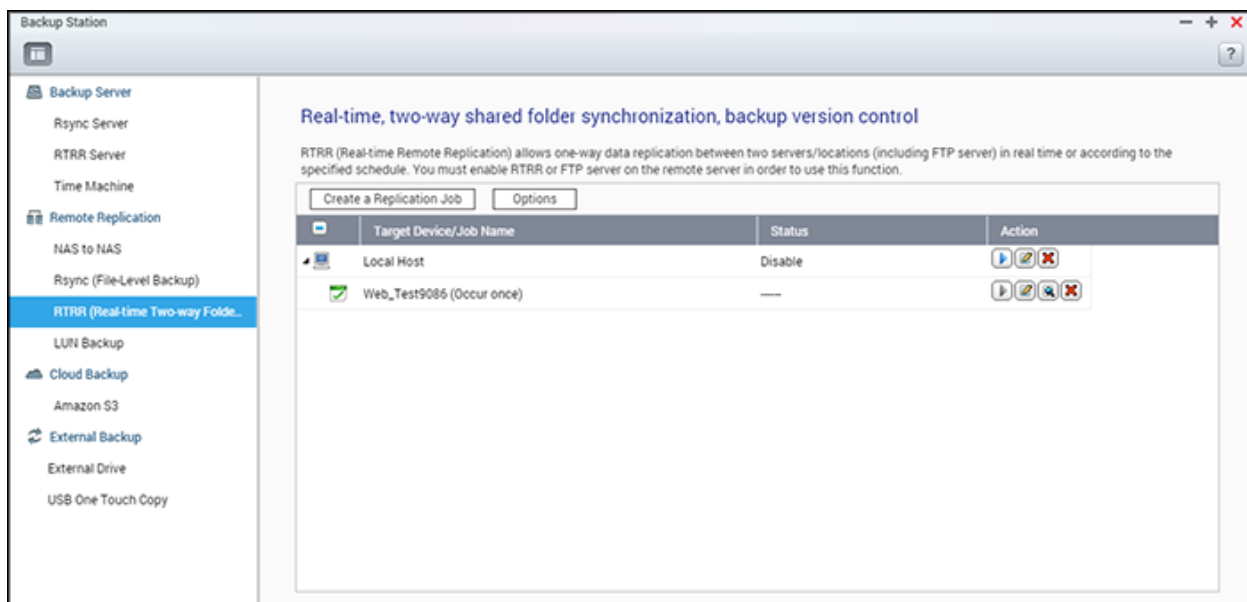 Backup Station
?
Backup Server
Rsync Server
RTRR Server
Time Machine
Remote Replication
NAS to NAS
Rsync (File-Level Backup)
RTRR (Real-time Two-way Folde...
LUN Backup
Cloud Backup
Amazon S3
External Backup
External Drive
USB One Touch Copy
Real-time, two-way shared folder synchronization, backup version control
RTRR (Real-time Remote Replication) allows one-way data replication between two servers/locations (including FTP server) in real time or according to the
specified schedule. You must enable RTRR or FTP server on the remote server in order to use this function.
Create a Replication Job Options
Target Device/Job Name Status Action
Local Host Disable
Web_Test9086 (Occur once) ------